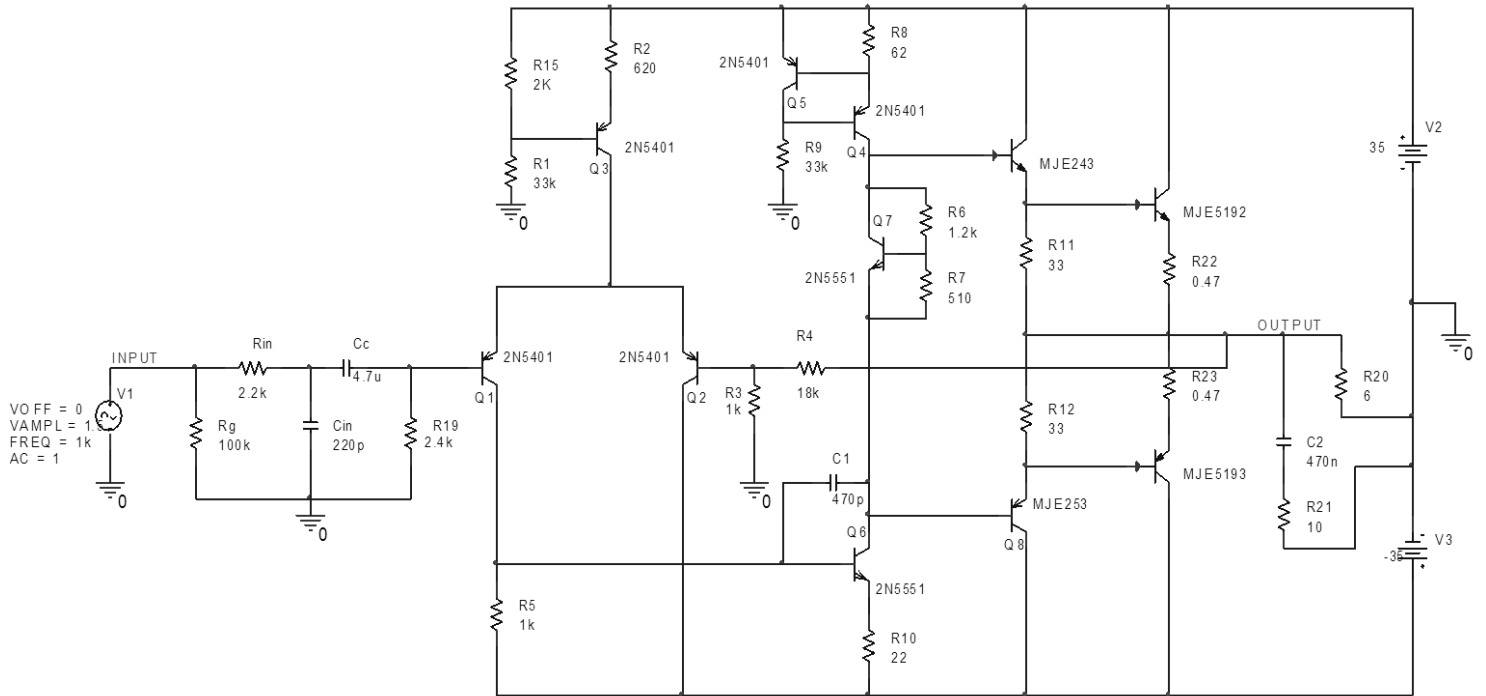 R15
2K
R2
620
2N5401
Q3
R1
33k
0
2N5401
Q5
R8
62
2N5401
Q4
R9
33k
0
MJE243
V2
35
Q7
R6
1.2k
2N5551
R7
510
R11
33
MJE5192
R22
0.47
INPUT
Rin
2.2k
Cc
4.7u
2N5401
Q1
2N5401
Q2
R4
18k
OUTPUT
0
V1
VOFF = 0
VAMPL = 1.
FREQ = 1k
AC = 1
0
Rg
100k
Cin
220p
R19
2.4k
0
R3
1k
0
R23
0.47
R20
6
R12
33
C1
470p
MJE5193
C2
470n
MJE253
Q8
R21
10
Q6
2N5551
V3
-35
R5
1k
R10
22